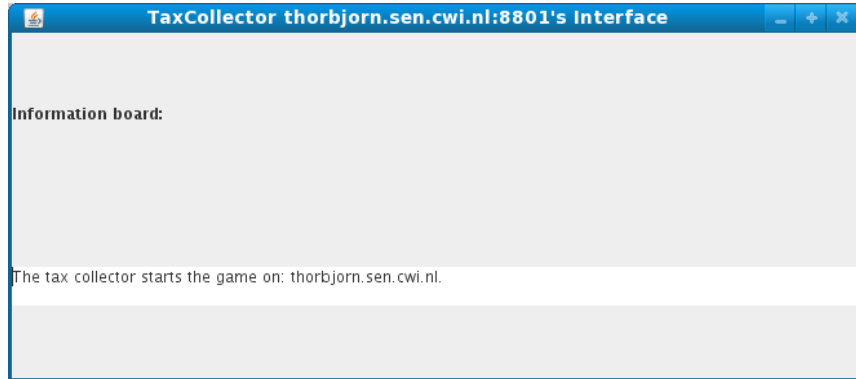 TaxCollector thorbjorn.sen.cwi.nl:8801's Interface
Information board:
The tax collector starts the game on: thorbjorn.sen.cwi.nl.